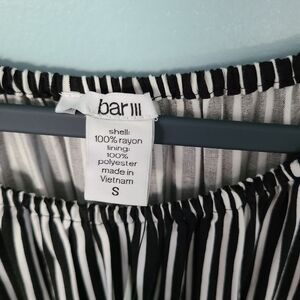 bar III
shell:
100% rayon
lining:
100%
polyester
made in
Vietnam
S